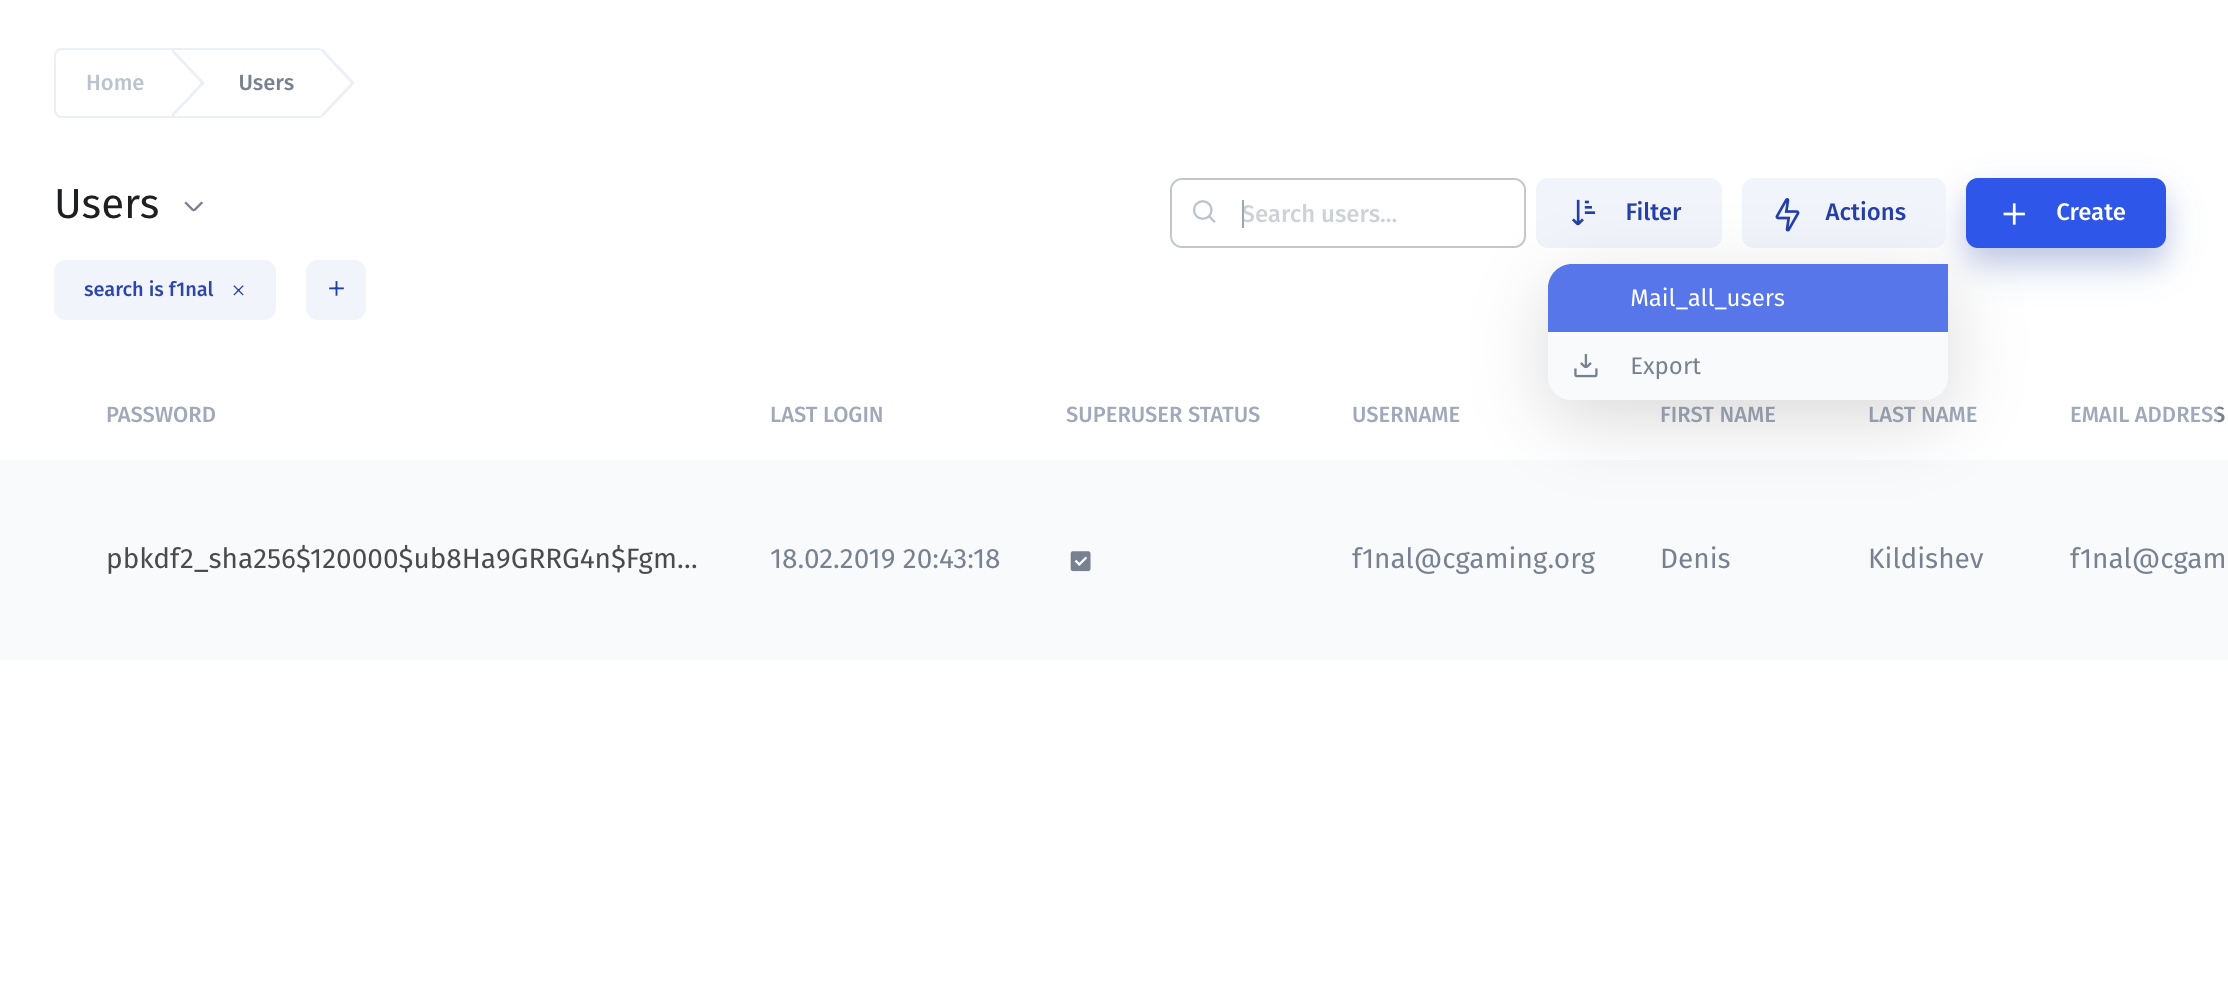 Home Users
Users
Search users... Filter Actions Create
search is f1nal × +
Mail_all_users
Export
PASSWORD LAST LOGIN SUPERUSER STATUS USERNAME FIRST NAME LAST NAME EMAIL ADDRESS
pbkdf2_sha256$120000$ub8Ha9GRRG4n$Fgm... 18.02.2019 20:43:18 f1nal@cgaming.org Denis Kildishev f1nal@cgam